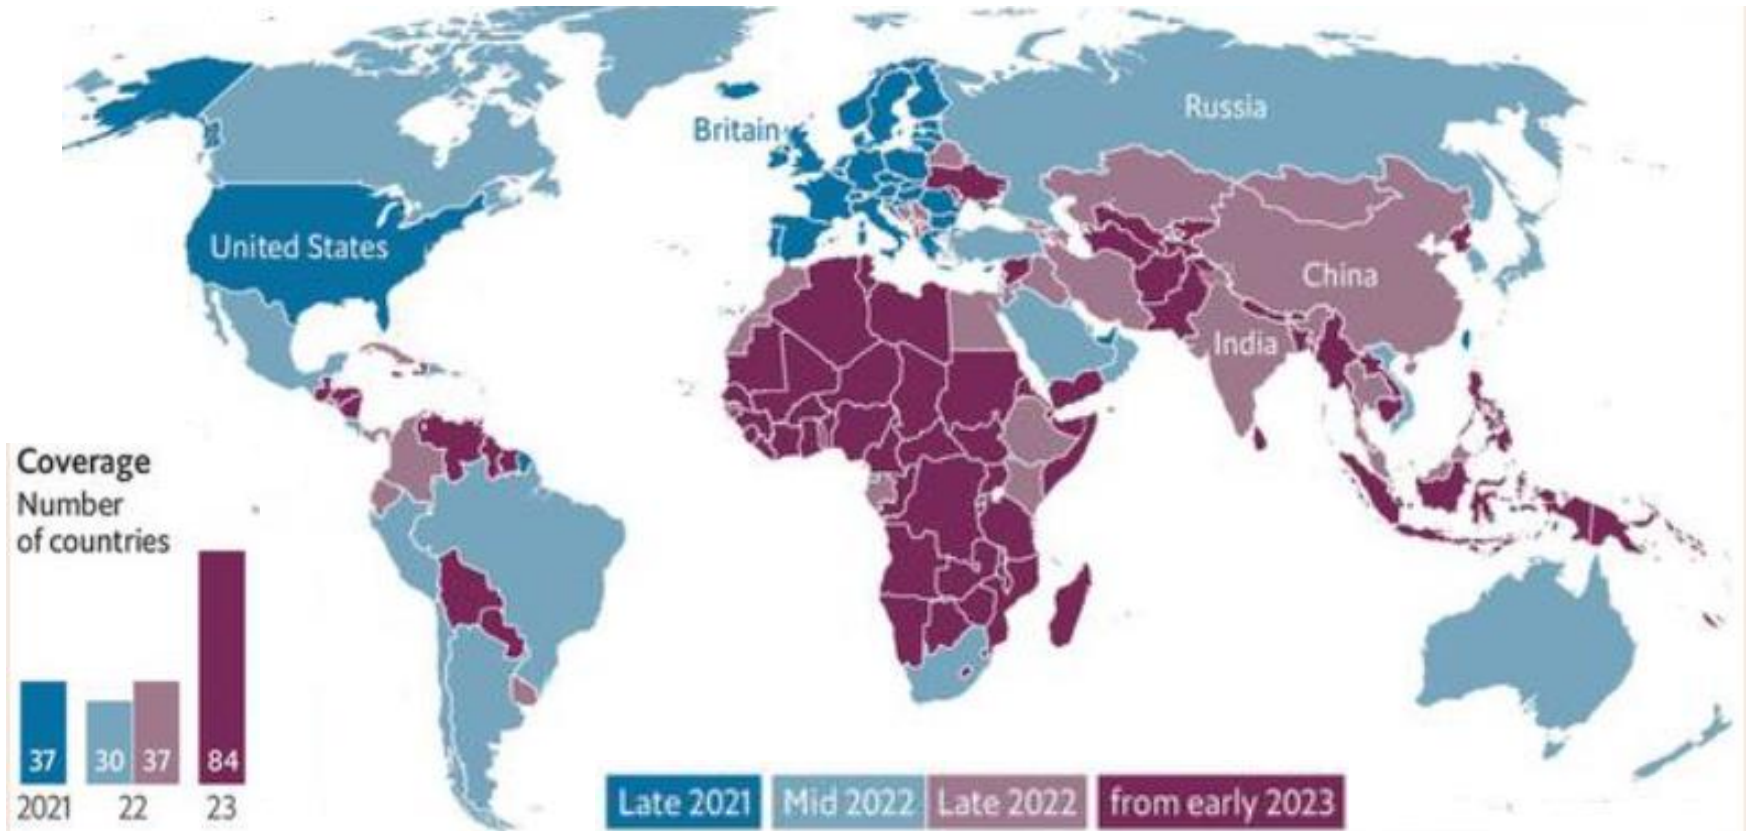 Russia
Britain
United States
China
India
Coverage
Number
of countries
37
30
37
84
2021
22
23
Late 2021
Mid 2022
Late 2022
from early 2023